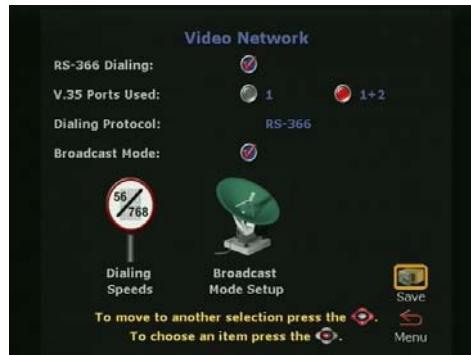 Video Network
RS-366 Dialing:
V.35 Ports Used: 1 1+2
Dialing Protocol: RS-366
Broadcast Mode:
56/768
Dialing Speeds
Broadcast Mode Setup
Save
To move to another selection press the .
To choose an item press the .
Menu